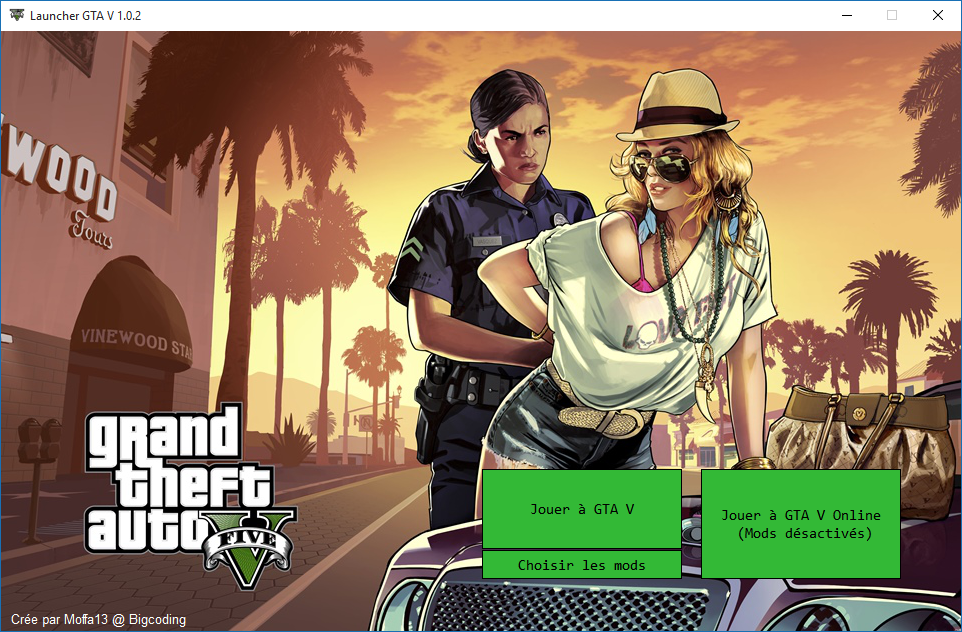 Launcher GTA V 1.0.2
WOOD
Tours
VINEWOOD STA
grand
theft
auto V
FIVE
Jouer à GTA V
Choisir les mods
Jouer à GTA V Online
(Mods désactivés)
Crée par Moffa13 @ Bigcoding